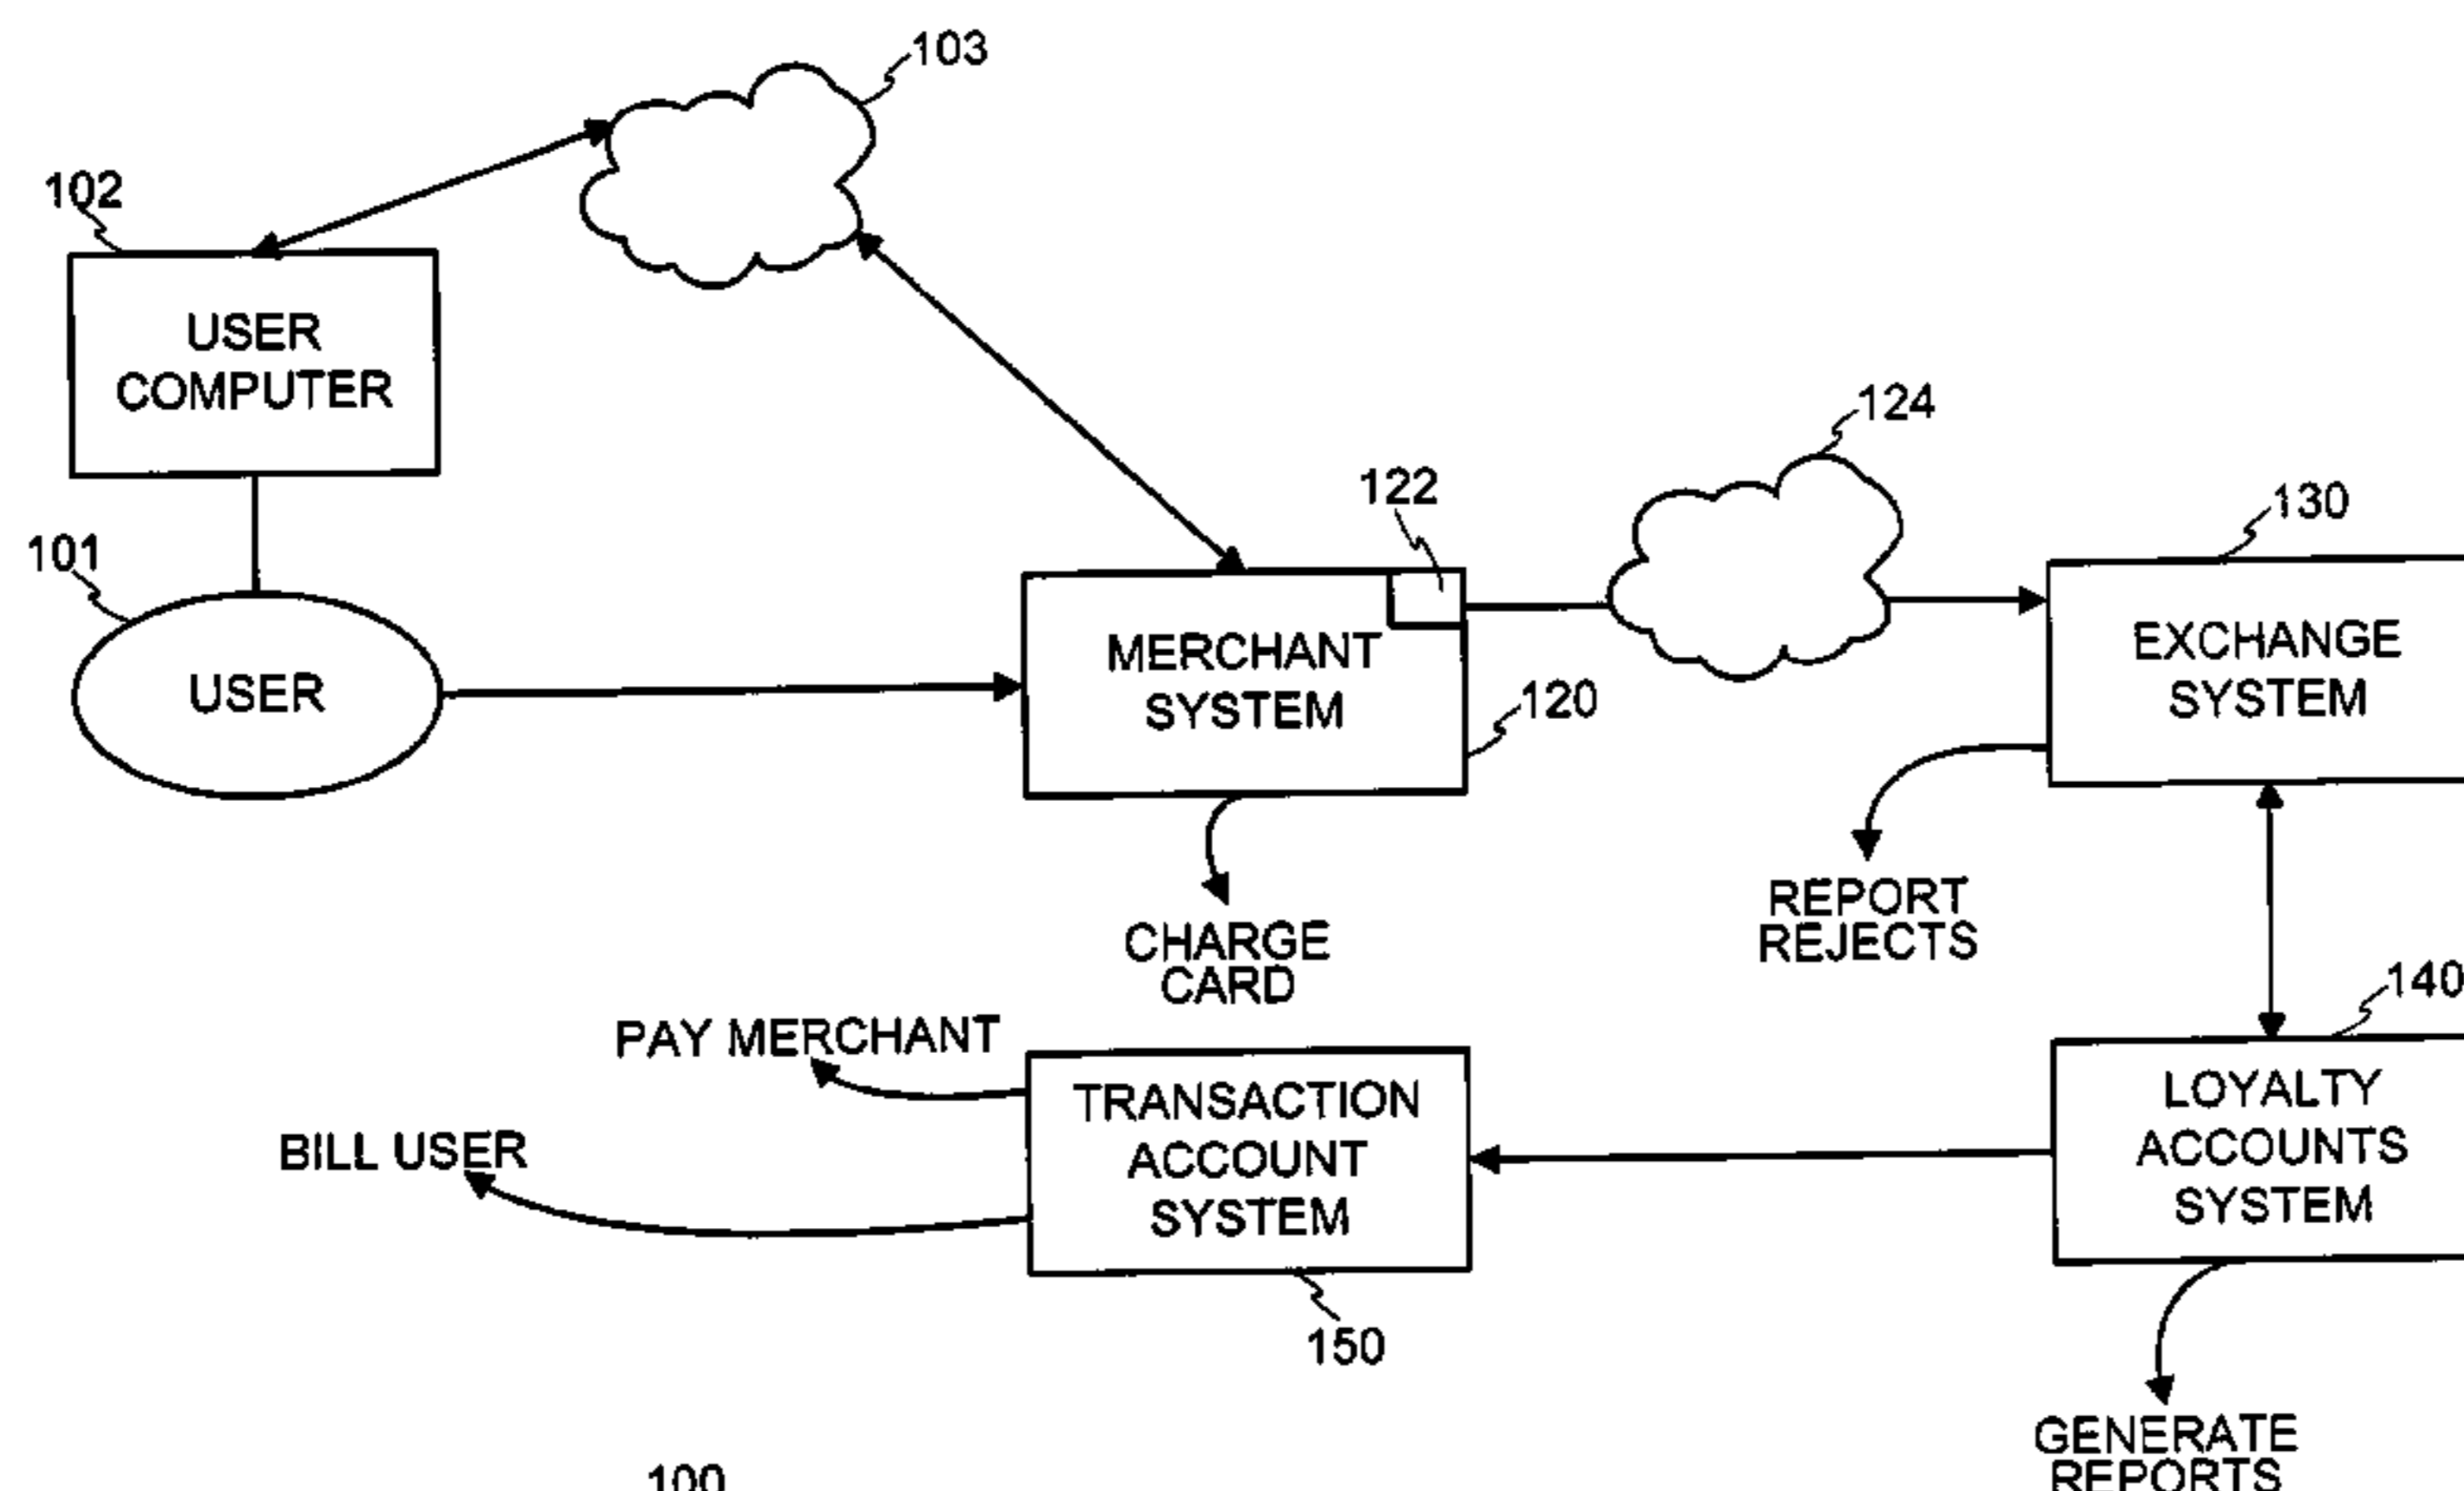 103
102
USER
COMPUTER
124
122
130
101
MERCHANT
SYSTEM
EXCHANGE
SYSTEM
USER
120
REPORT
REJECTS
CHARGE
CARD
140
PAY MERCHANT
LOYALTY
ACCOUNTS
SYSTEM
TRANSACTION
ACCOUNT
SYSTEM
BILL USER
150
GENERATE
REPORTS
100